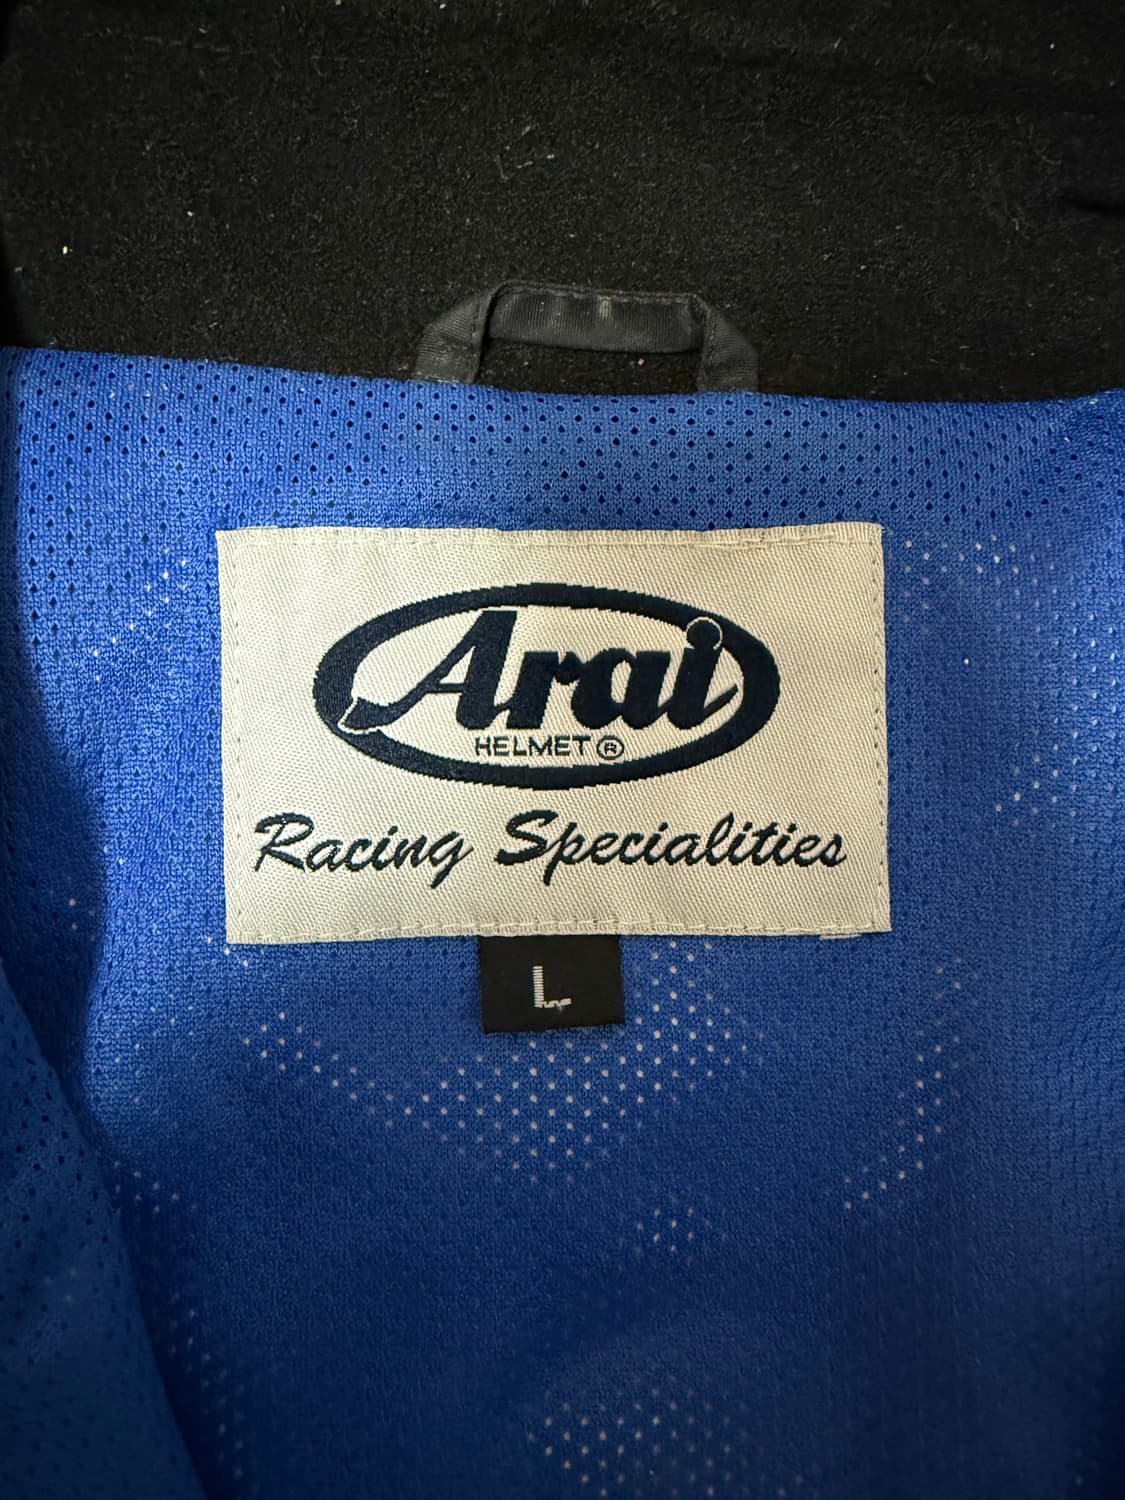 Arai
HELMET®
Racing Specialities
L